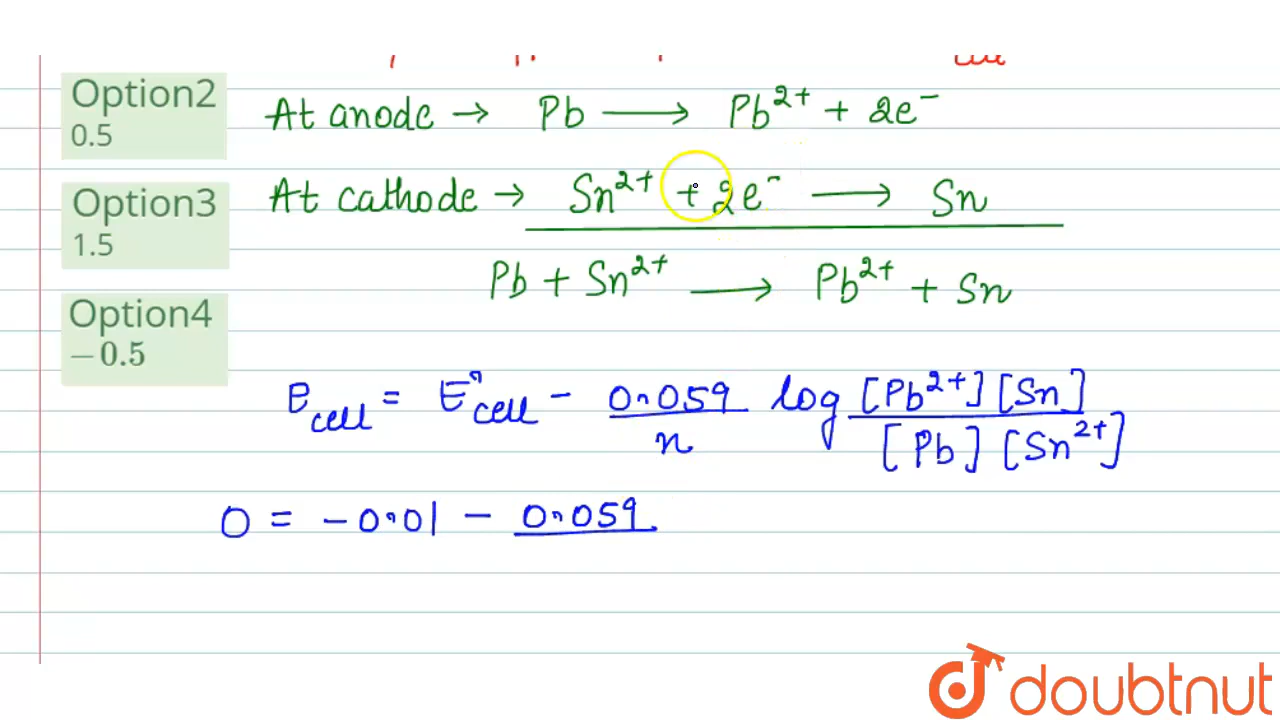 Option2
0.5
At anode → Pb ⟶ Pb²⁺ + 2e⁻
At cathode → Sn²⁺ + 2e⁻ ⟶ Sn
Option3
1.5
Pb + Sn²⁺ ⟶ Pb²⁺ + Sn
Option4
−0.5
E cell = E° cell − 0.059/n log [Pb²⁺][Sn]/[Pb][Sn²⁺]
0 = −0.01 − 0.059
doubtnut